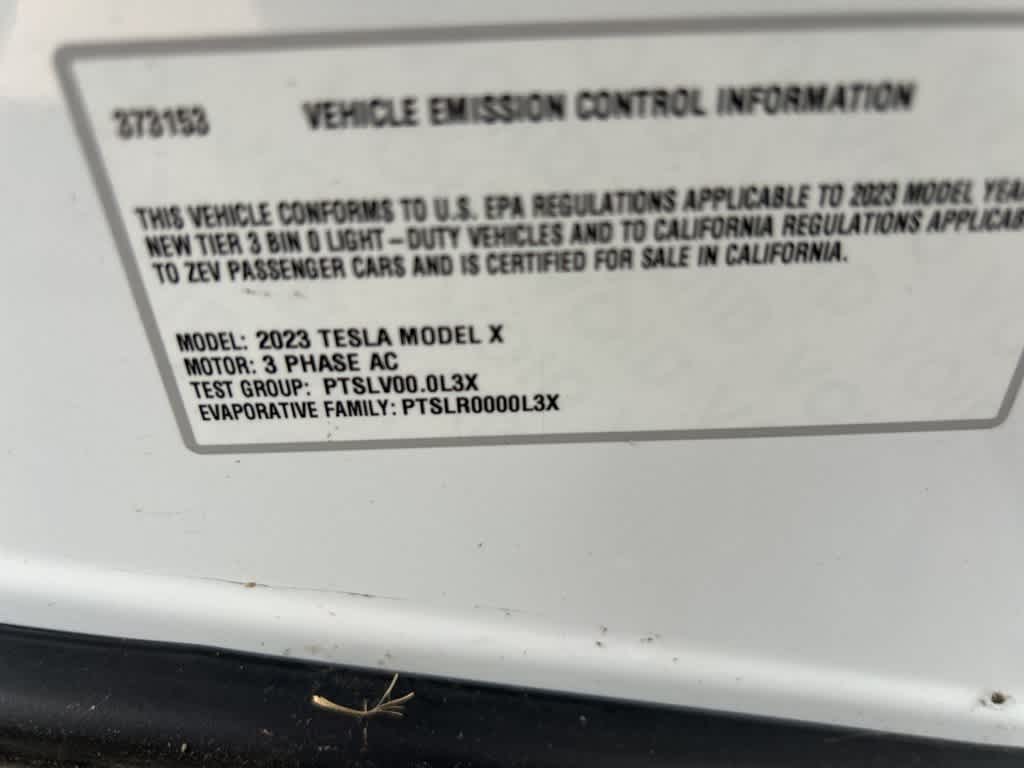 373153 VEHICLE EMISSION CONTROL INFORMATION
THIS VEHICLE CONFORMS TO U.S. EPA REGULATIONS APPLICABLE TO 2023 MODEL YEA
NEW TIER 3 BIN 0 LIGHT-DUTY VEHICLES AND TO CALIFORNIA REGULATIONS APPLICAB
TO ZEV PASSENGER CARS AND IS CERTIFIED FOR SALE IN CALIFORNIA.
MODEL: 2023 TESLA MODEL X
MOTOR: 3 PHASE AC
TEST GROUP: PTSLV00.0L3X
EVAPORATIVE FAMILY: PTSLR0000L3X